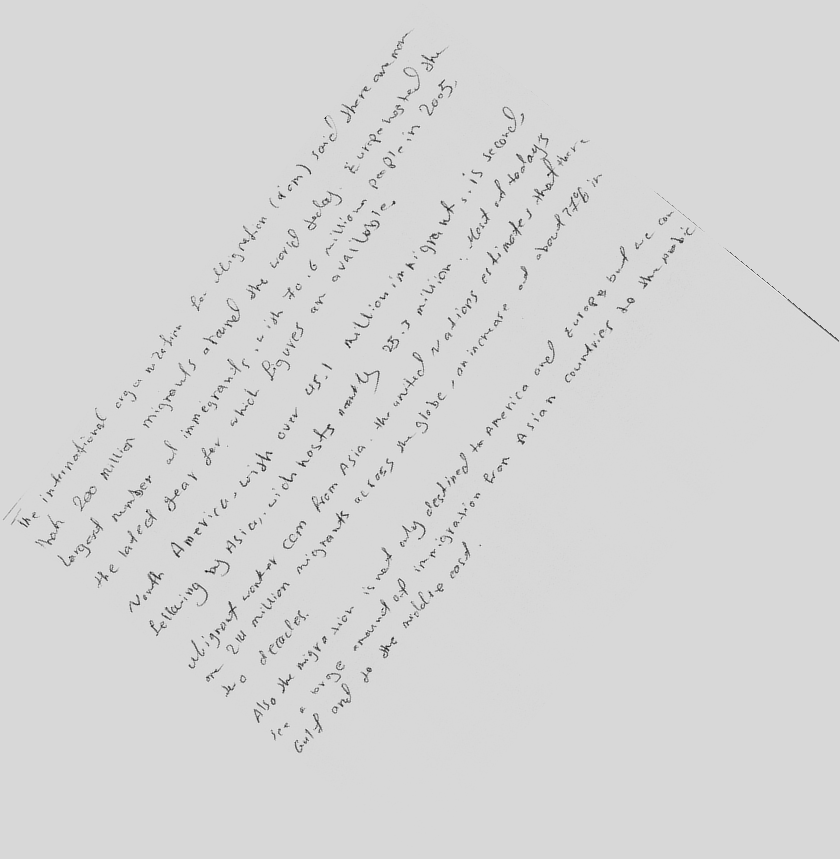 The intrnational organization for Migration (iom) said there are more
than 200 million migrants around the world today. Europe hosted the
largest number of immegrants, with 70.6 million people in 2005,
the latest year for which figures are available.
North America, with over 45.1 million immigrants, is second,
following by Asia, wich hosts nearly 25.3 million. Most of todays
Migrant worker com from Asia. the united nations estimates that there
are 214 million migrants across the globe, an increase of about 37% in
two decades.
Also the migration is not only destined to America and Europe but we can
see a large amount of immigration from Asian countries to the Arabic
Gulf and to the middle east.